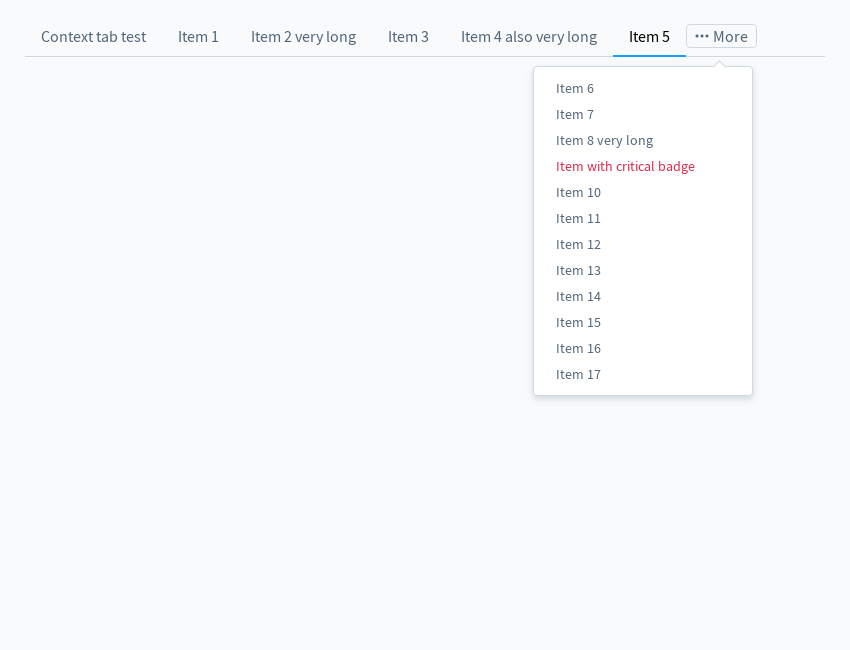 Context tab test Item 1 Item 2 very long Item 3 Item 4 also very long Item 5 ··· More
Item 6
Item 7
Item 8 very long
Item with critical badge
Item 10
Item 11
Item 12
Item 13
Item 14
Item 15
Item 16
Item 17